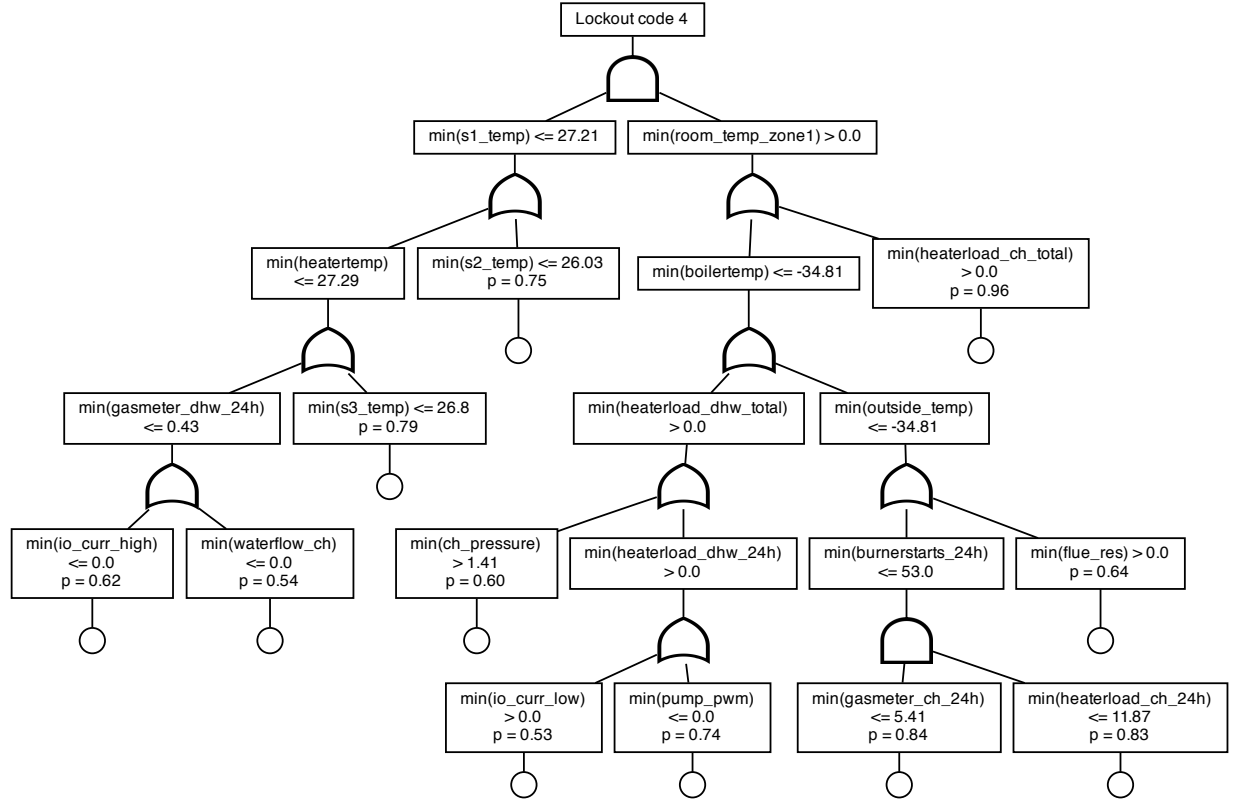 Lockout code 4
min(s1_temp) <= 27.21
min(room_temp_zone1) > 0.0
min(heatertemp)
<= 27.29
min(s2_temp) <= 26.03
p = 0.75
min(boilertemp) <= -34.81
min(heaterload_ch_total)
> 0.0
p = 0.96
min(gasmeter_dhw_24h)
<= 0.43
min(s3_temp) <= 26.8
p = 0.79
min(heaterload_dhw_total)
> 0.0
min(outside_temp)
<= -34.81
min(io_curr_high)
<= 0.0
p = 0.62
min(waterflow_ch)
<= 0.0
p = 0.54
min(ch_pressure)
> 1.41
p = 0.60
min(heaterload_dhw_24h)
> 0.0
min(burnerstarts_24h)
<= 53.0
min(flue_res) > 0.0
p = 0.64
min(io_curr_low)
> 0.0
p = 0.53
min(pump_pwm)
<= 0.0
p = 0.74
min(gasmeter_ch_24h)
<= 5.41
p = 0.84
min(heaterload_ch_24h)
<= 11.87
p = 0.83